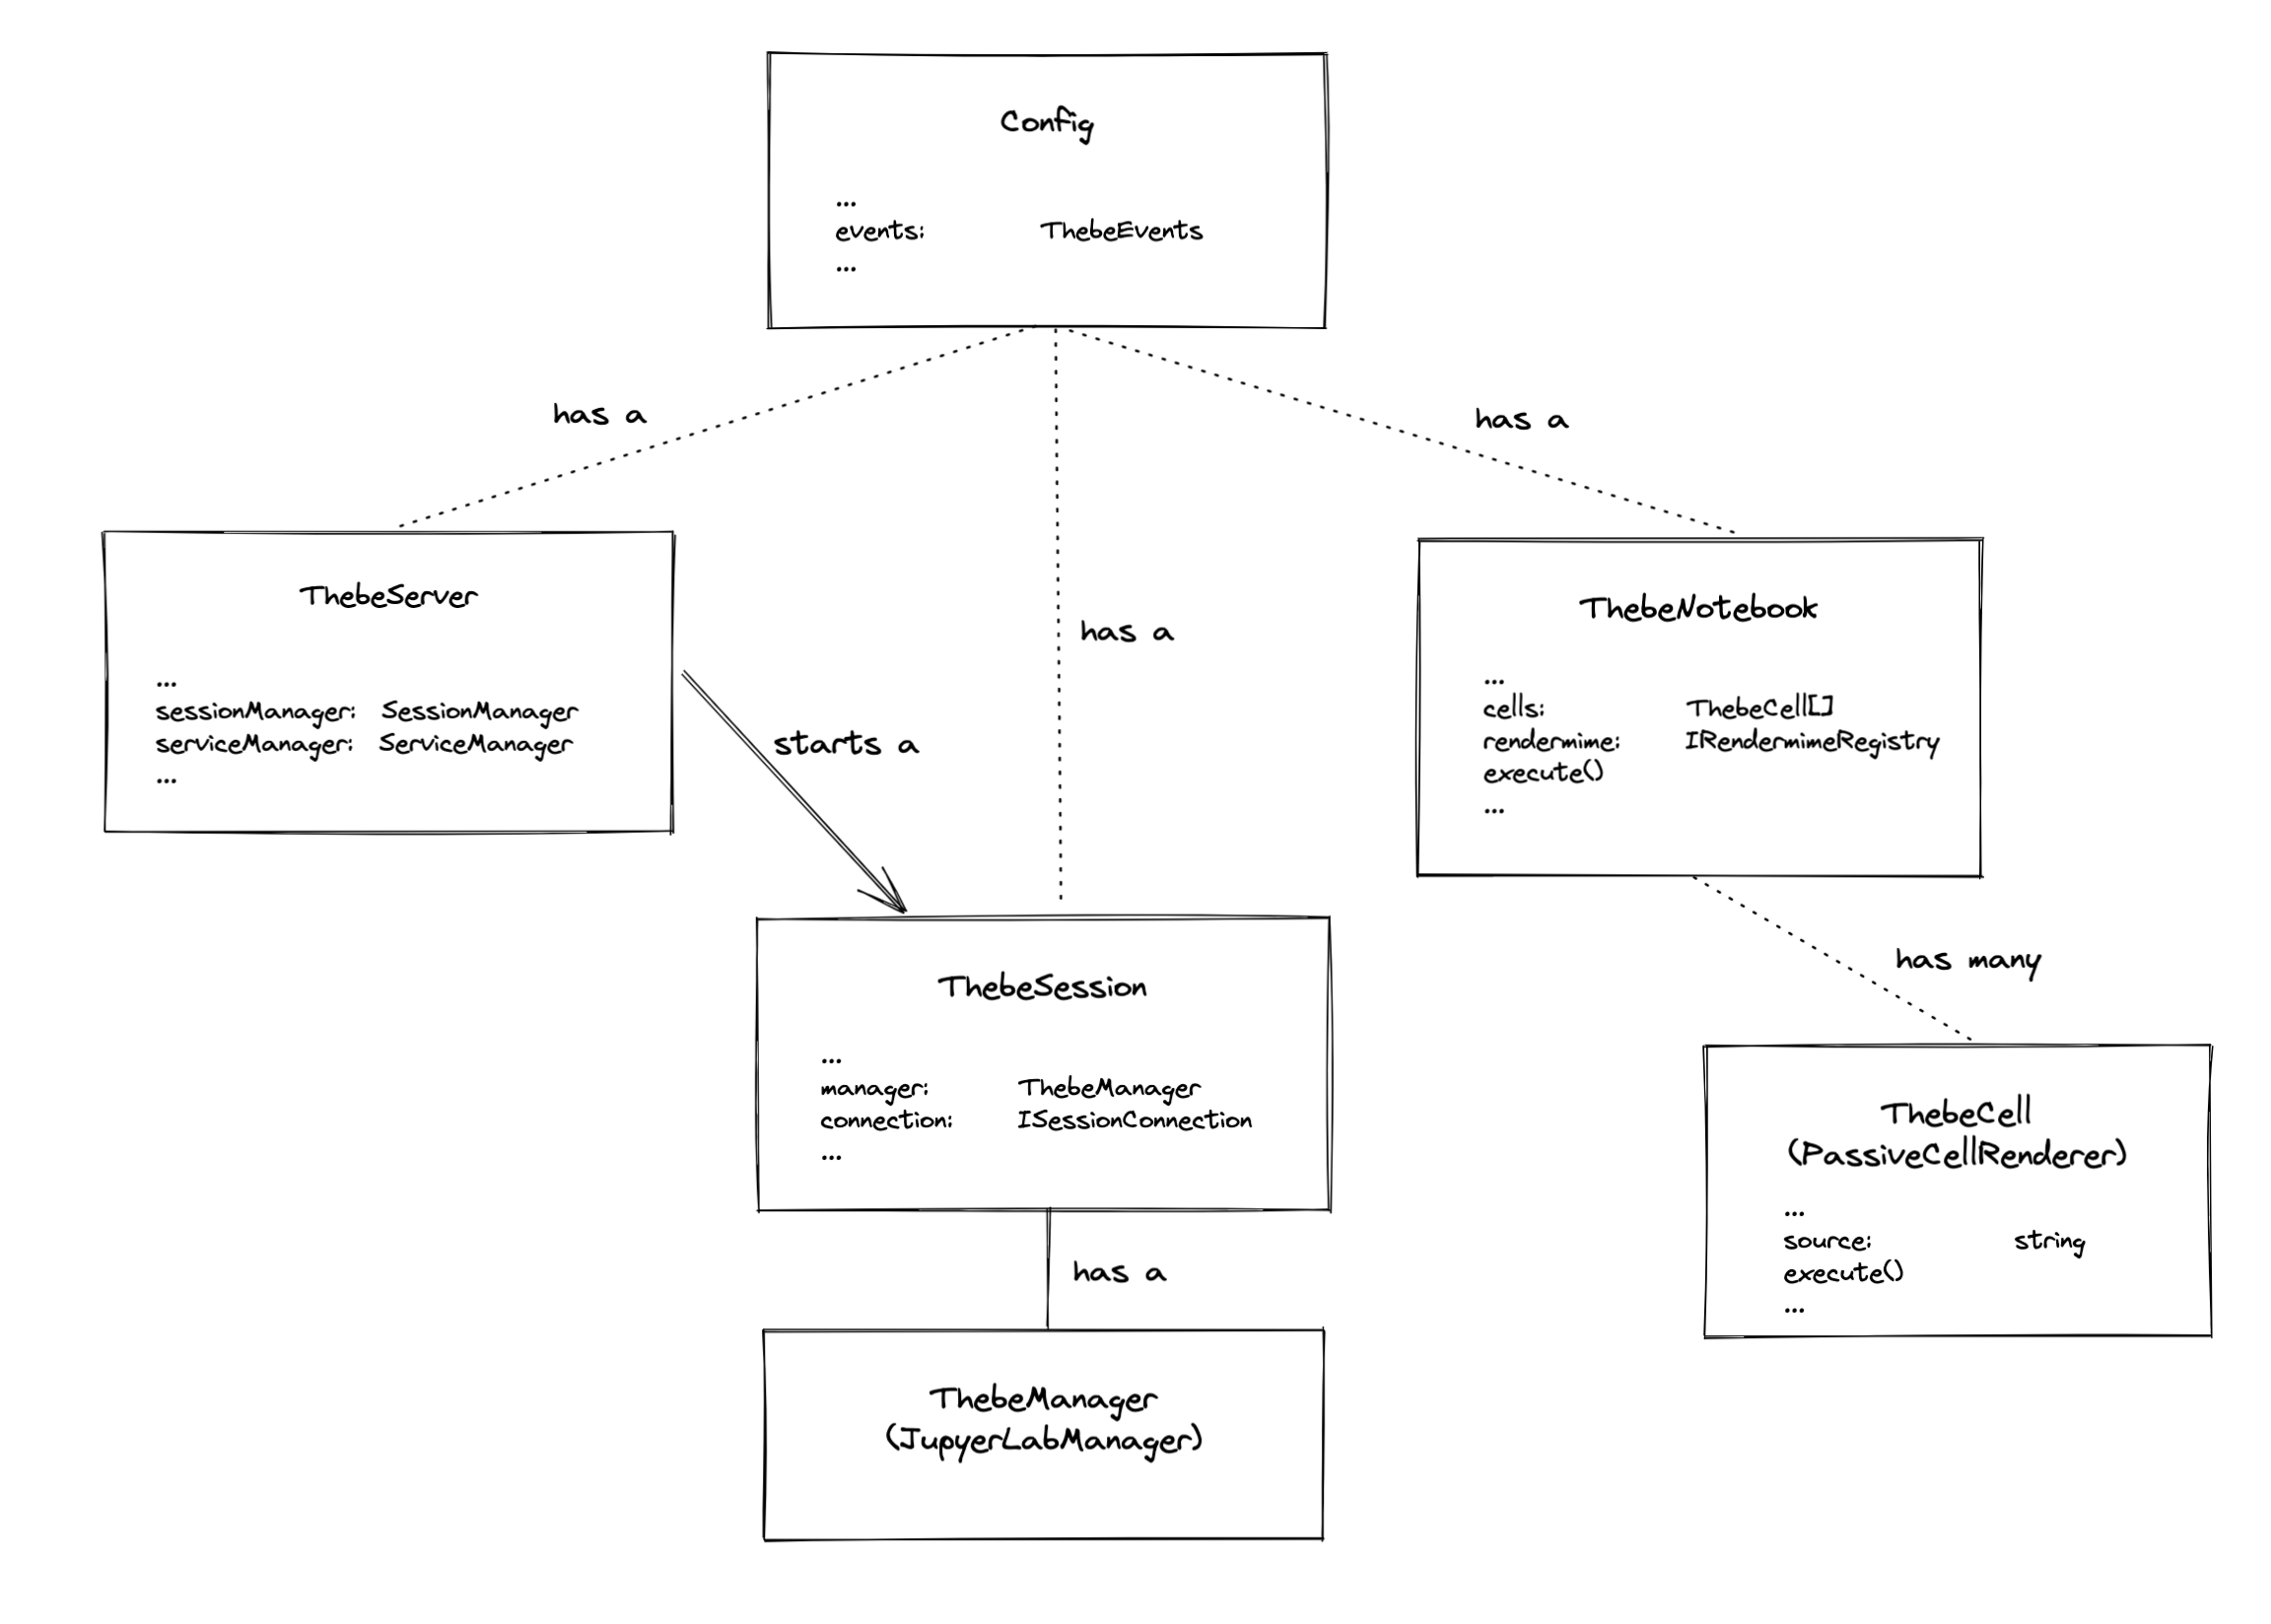 Config
...
events: ThebeEvents
...
has a
has a
has a
ThebeServer
...
sessionManager: SessionManager
serviceManager: ServiceManager
...
starts a
ThebeNotebook
...
cells: ThebeCell[]
rendermime: IRendermimeRegistry
execute()
...
has many
ThebeSession
...
manager: ThebeManager
connection: ISessionConnection
...
has a
ThebeCell
(PassiveCellRenderer)
...
source: string
execute()
...
ThebeManager
(JupyerLabManager)